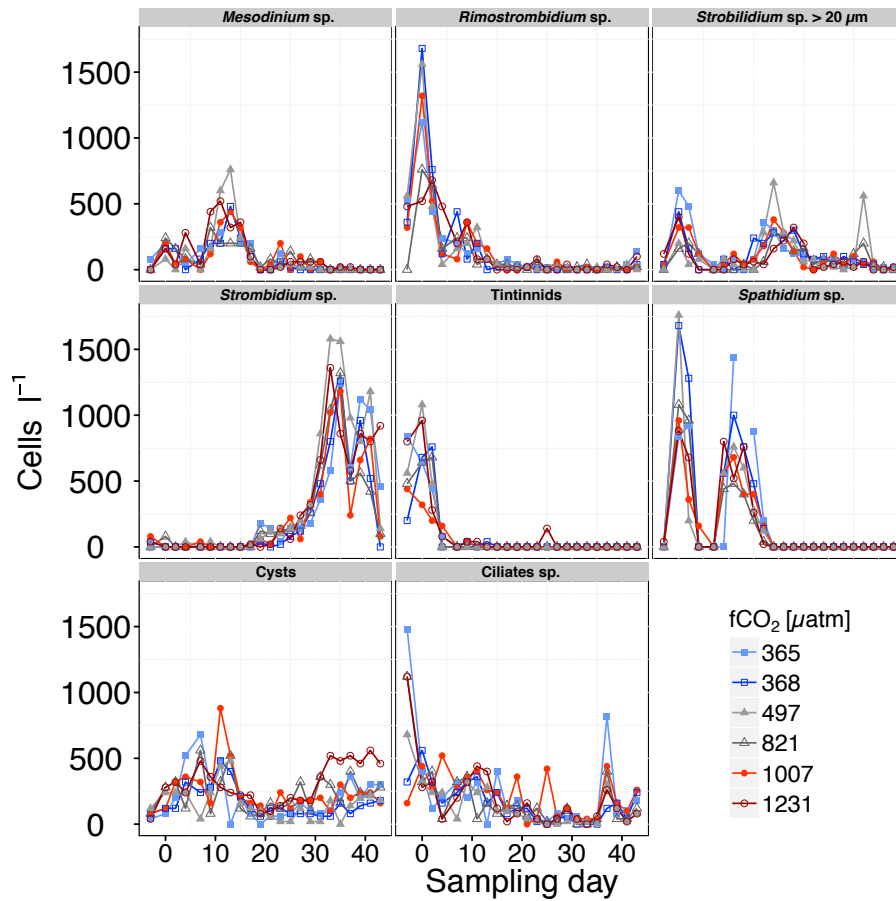 Mesodinium sp. Rimostrombidium sp. Strobilidium sp. > 20 µm
1500
1000
500
0
Strombidium sp. Tintinnids Spathidium sp.
1500
1000
500
0
Cells l⁻¹
Cysts Ciliates sp.
1500
1000
500
0
0 10 20 30 40 0 10 20 30 40
Sampling day
fCO₂ [µatm]
365
368
497
821
1007
1231